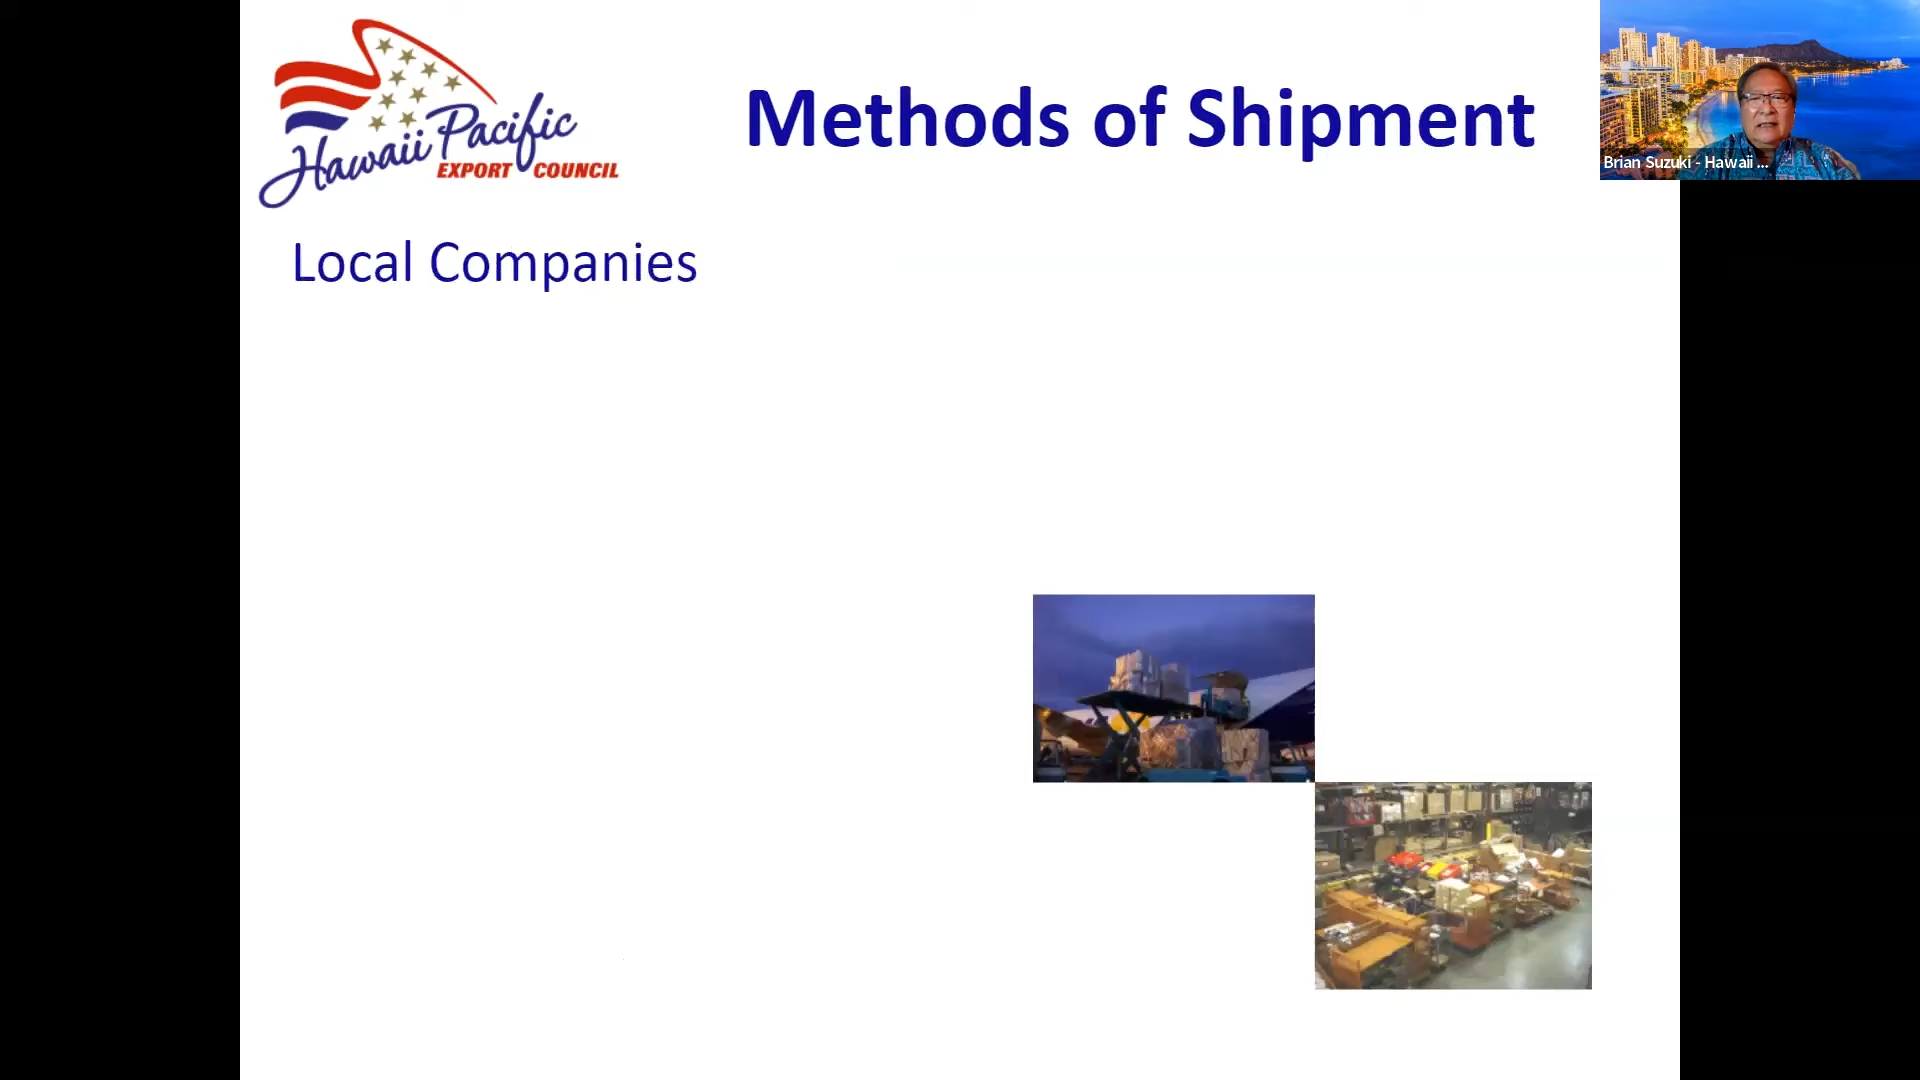 Hawaii Pacific
EXPORT COUNCIL
Methods of Shipment
Brian Suzuki - Hawaii ...
Local Companies